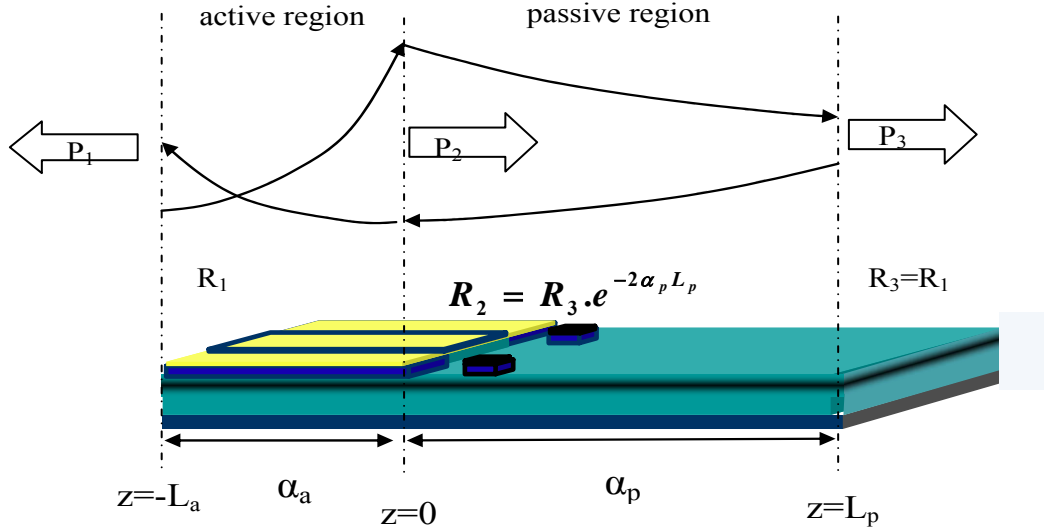 active region
passive region
P₁
P₂
P₃
R₁
R₂ = R₃.e^(-2αₚLₚ)
R₃=R₁
z=-Lₐ
αₐ
z=0
αₚ
z=Lₚ